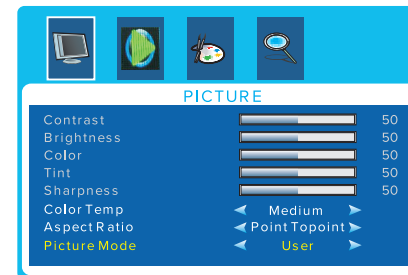 PICTURE
Contrast 50
Brightness 50
Color 50
Tint 50
Sharpness 50
Color Temp Medium
Aspect Ratio Point Topoint
Picture Mode User